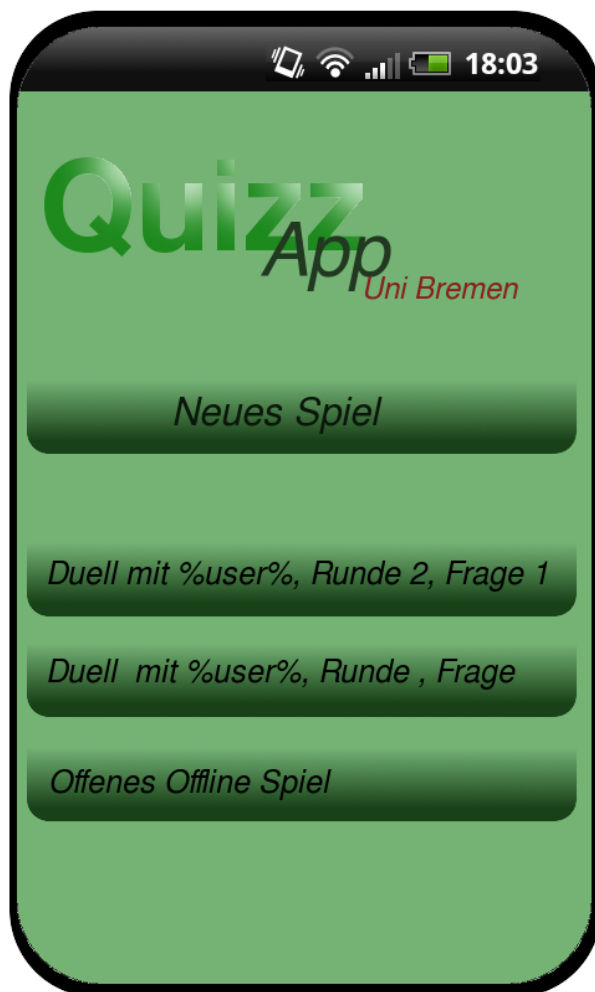 18:03
Quizz
App
Uni Bremen
Neues Spiel
Duell mit %user%, Runde 2, Frage 1
Duell  mit %user%, Runde , Frage
Offenes Offline Spiel